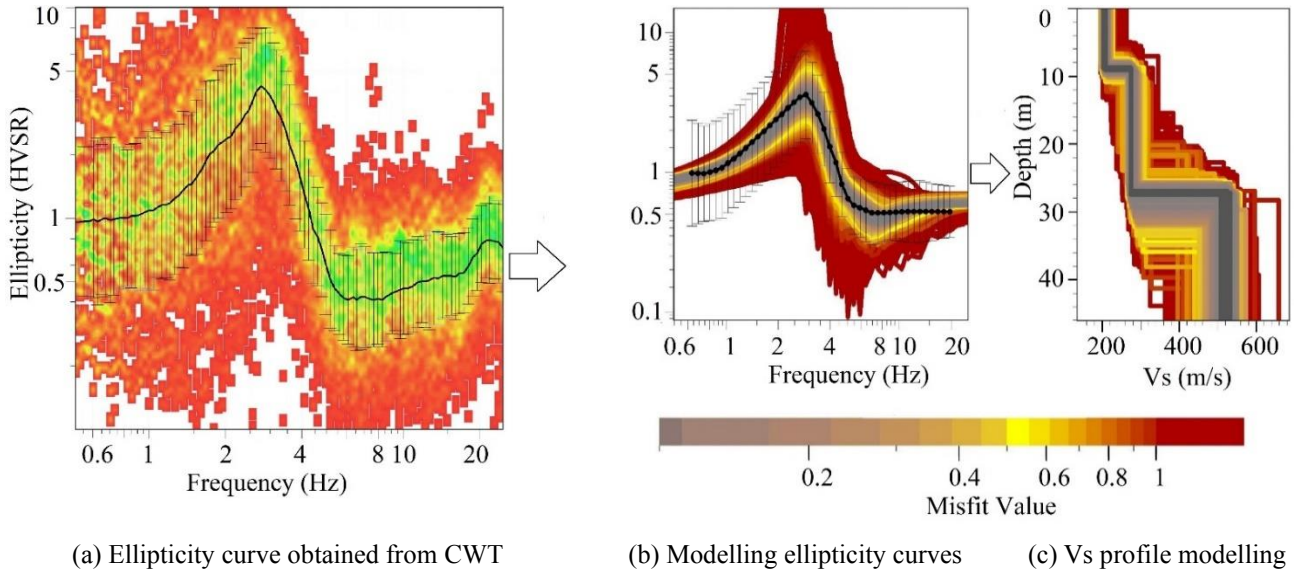 10
5
1
0.5
Ellipticity (HVSR)
0.6 1 2 4 8 10 20
Frequency (Hz)
10
5
1
0.5
0.1
0.6 1 2 4 8 10 20
Frequency (Hz)
0
10
20
30
40
Depth (m)
200 400 600
Vs (m/s)
0.2 0.4 0.6 0.8 1
Misfit Value
(a) Ellipticity curve obtained from CWT
(b) Modelling ellipticity curves
(c) Vs profile modelling